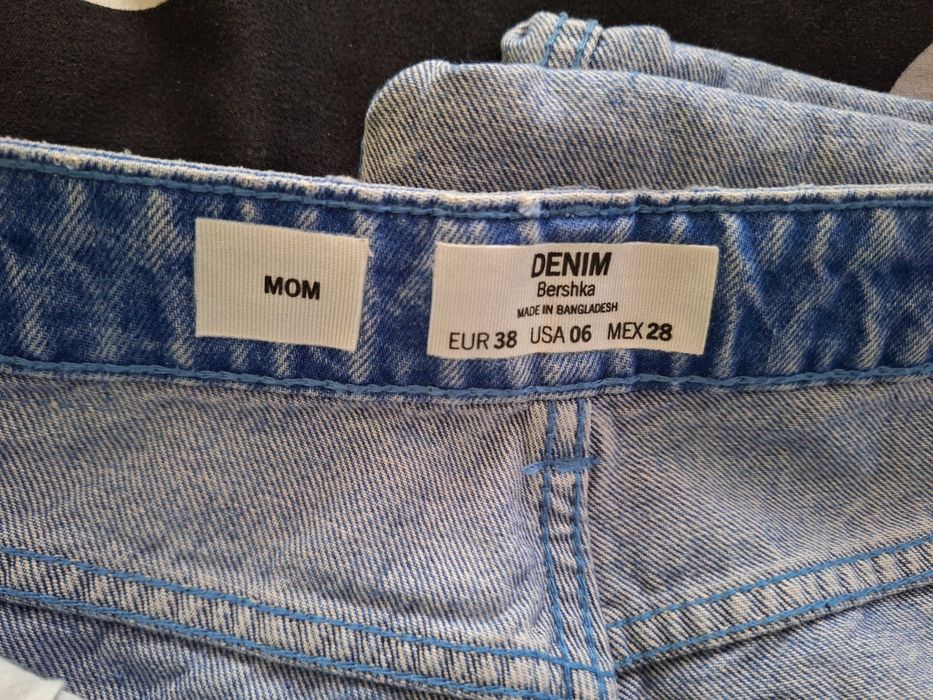 MOM
DENIM
Bershka
MADE IN BANGLADESH
EUR 38 USA 06 MEX 28